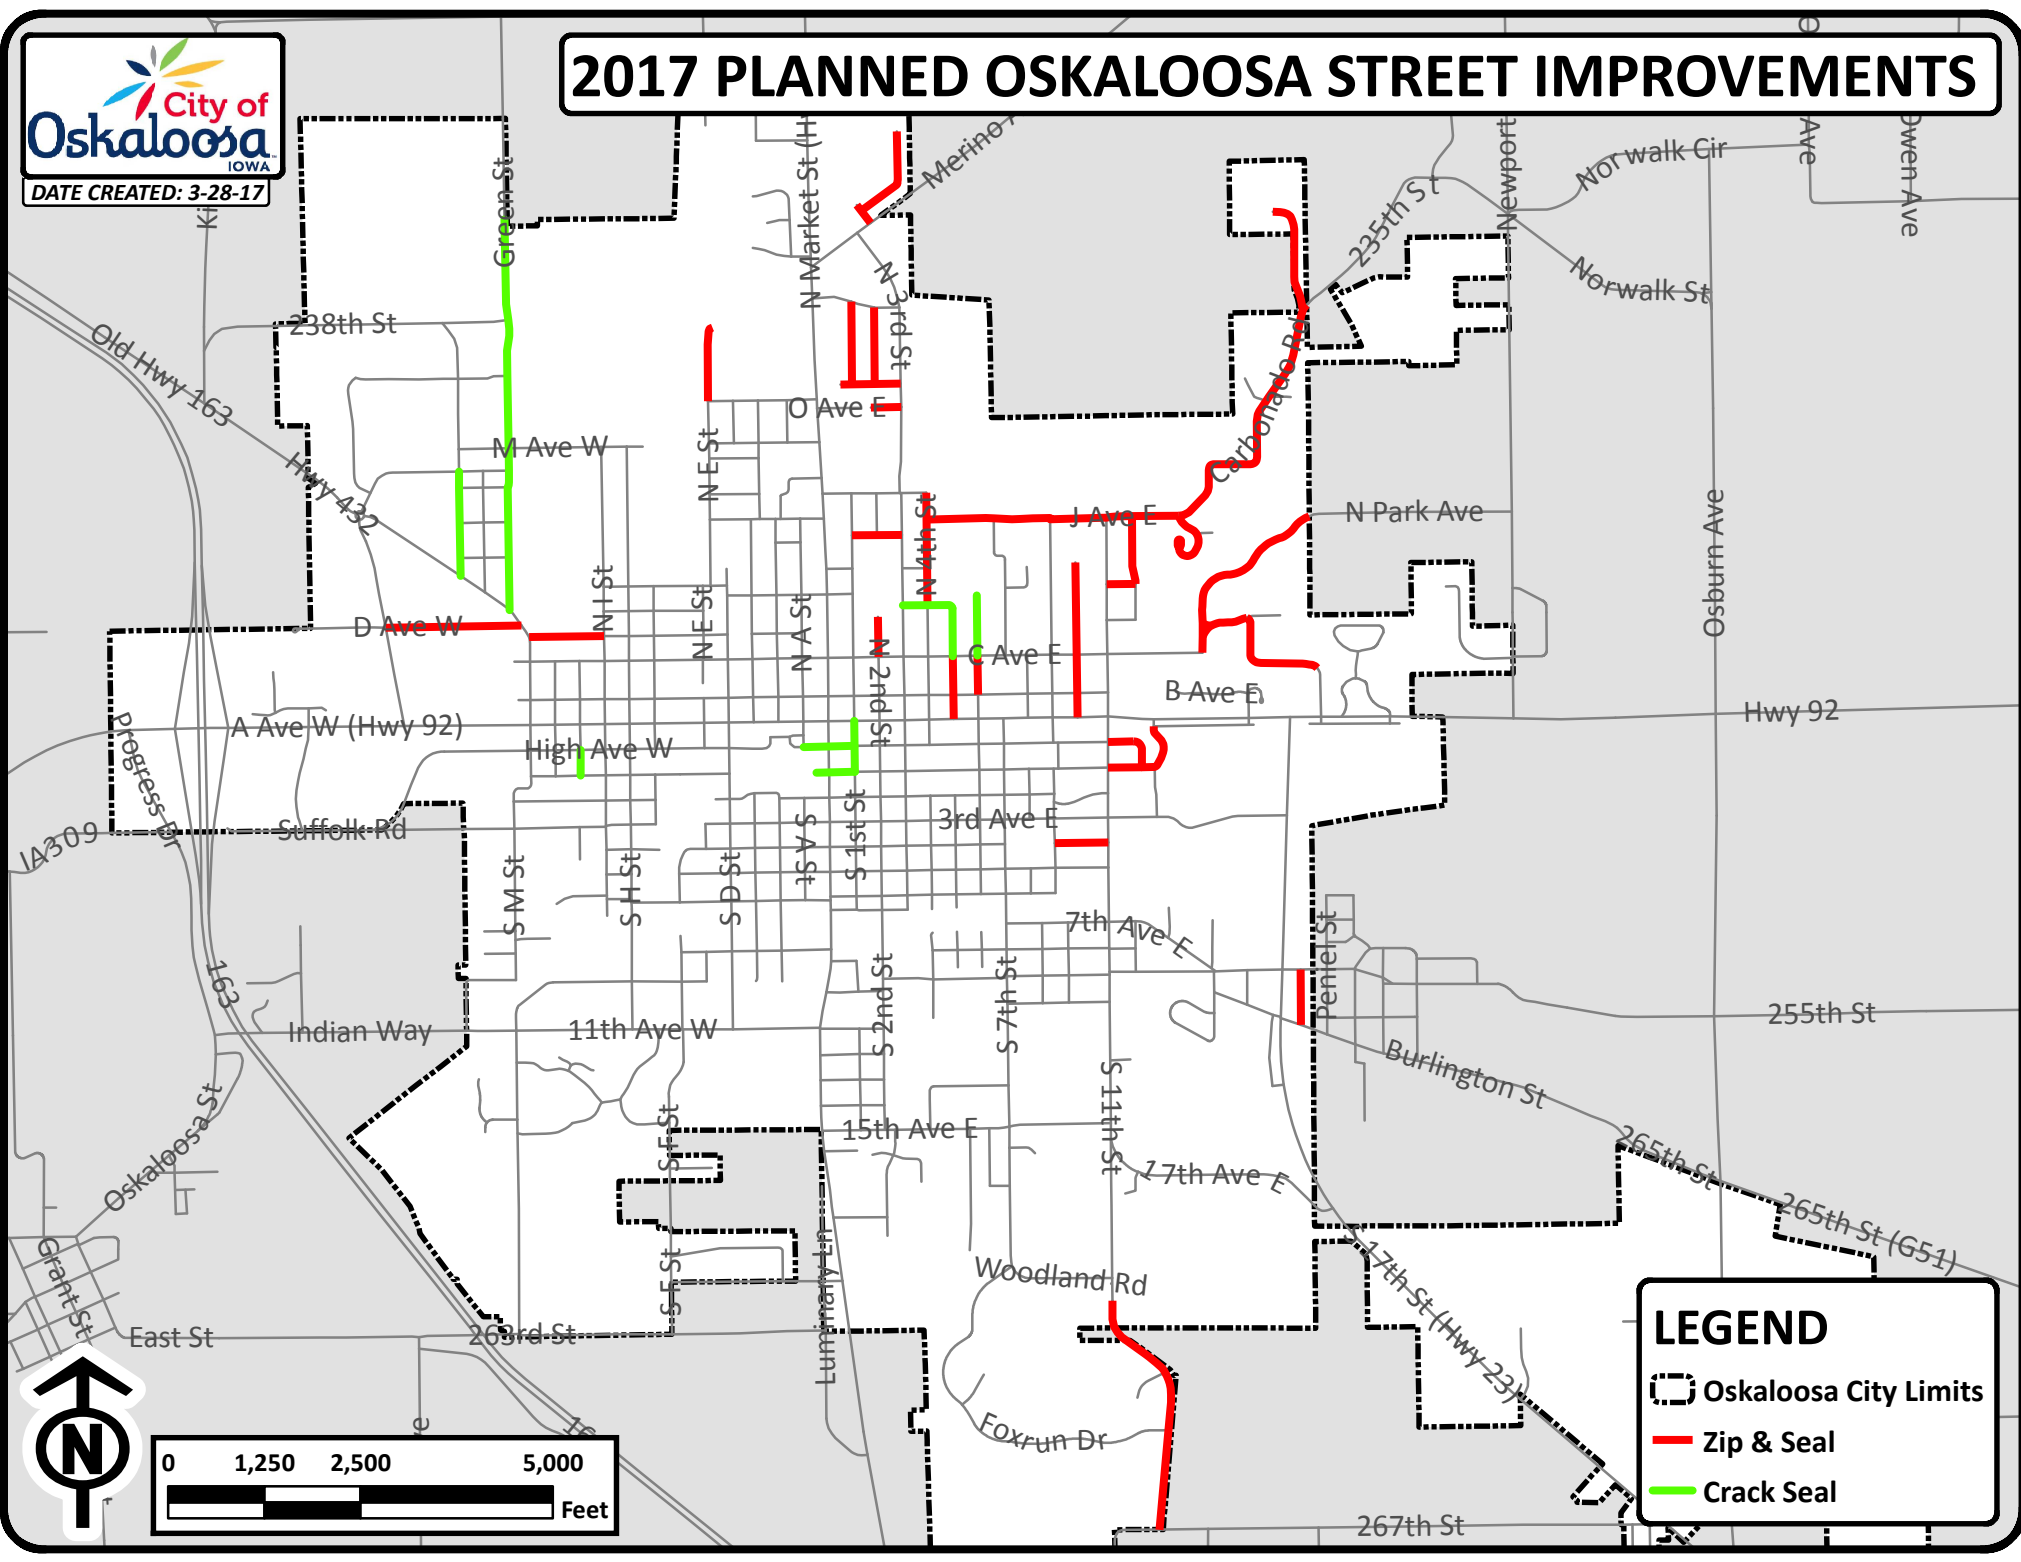 2017 PLANNED OSKALOOSA STREET IMPROVEMENTS
City of
Oskaloosa
IOWA
DATE CREATED: 3-28-17
Green St
N Market St (H
Merino
Newport
Norwalk Cir
Ave
Owen Ave
235th St
Norwalk St
N 3rd St
238th St
Old Hwy 163
Hwy 432
M Ave W
N E St
O Ave E
Carbonado Rd
N Park Ave
J Ave E
N 4th St
Osburn Ave
N I St
N E St
N A St
D Ave W
N 2nd St
C Ave E
B Ave E
Hwy 92
A Ave W (Hwy 92)
High Ave W
Progress Dr
IA309
Suffolk Rd
S M St
S H St
S D St
S A St
S 1st St
3rd Ave E
7th Ave E
Penniel St
163
Indian Way
11th Ave W
S 2nd St
S 7th St
255th St
Burlington St
S 11th St
Oskaloosa St
S F St
15th Ave E
17th Ave E
265th St
265th St (G51)
Grant St
East St
263rd St
S F St
Luminary Ln
Woodland Rd
S 17th St (Hwy 23)
Foxrun Dr
267th St
N
0 1,250 2,500 5,000
Feet
LEGEND
Oskaloosa City Limits
Zip & Seal
Crack Seal